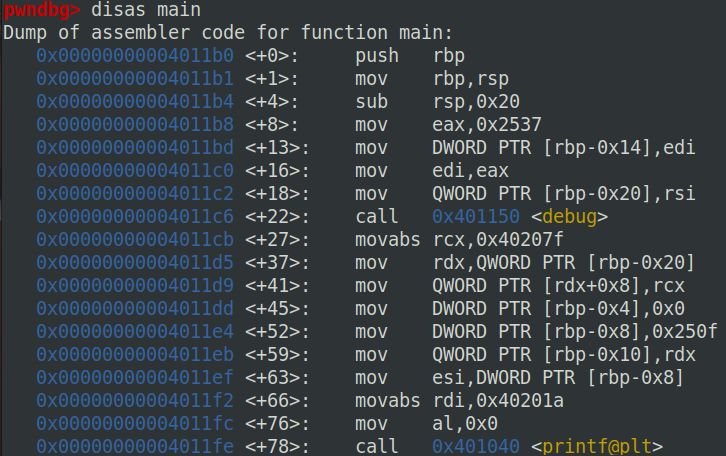 pwndbg> disas main
Dump of assembler code for function main:
   0x00000000004011b0 <+0>:     push   rbp
   0x00000000004011b1 <+1>:     mov    rbp,rsp
   0x00000000004011b4 <+4>:     sub    rsp,0x20
   0x00000000004011b8 <+8>:     mov    eax,0x2537
   0x00000000004011bd <+13>:    mov    DWORD PTR [rbp-0x14],edi
   0x00000000004011c0 <+16>:    mov    edi,eax
   0x00000000004011c2 <+18>:    mov    QWORD PTR [rbp-0x20],rsi
   0x00000000004011c6 <+22>:    call   0x401150 <debug>
   0x00000000004011cb <+27>:    movabs rcx,0x40207f
   0x00000000004011d5 <+37>:    mov    rdx,QWORD PTR [rbp-0x20]
   0x00000000004011d9 <+41>:    mov    QWORD PTR [rdx+0x8],rcx
   0x00000000004011dd <+45>:    mov    DWORD PTR [rbp-0x4],0x0
   0x00000000004011e4 <+52>:    mov    DWORD PTR [rbp-0x8],0x250f
   0x00000000004011eb <+59>:    mov    QWORD PTR [rbp-0x10],rdx
   0x00000000004011ef <+63>:    mov    esi,DWORD PTR [rbp-0x8]
   0x00000000004011f2 <+66>:    movabs rdi,0x40201a
   0x00000000004011fc <+76>:    mov    al,0x0
   0x00000000004011fe <+78>:    call   0x401040 <printf@plt>